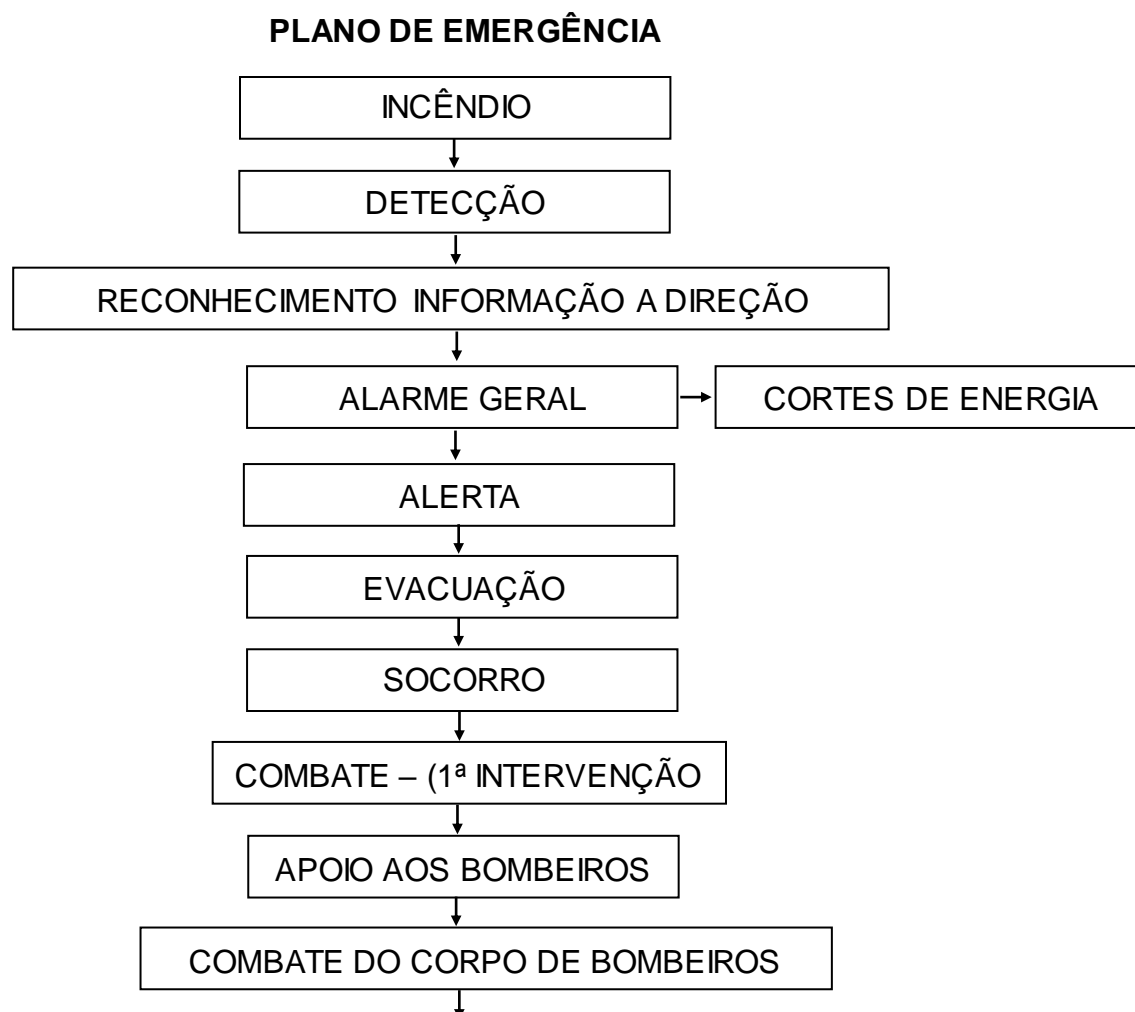 PLANO DE EMERGÊNCIA
INCÊNDIO
DETECÇÃO
RECONHECIMENTO INFORMAÇÃO A DIREÇÃO
ALARME GERAL
CORTES DE ENERGIA
ALERTA
EVACUAÇÃO
SOCORRO
COMBATE – (1ª INTERVENÇÃO
APOIO AOS BOMBEIROS
COMBATE DO CORPO DE BOMBEIROS